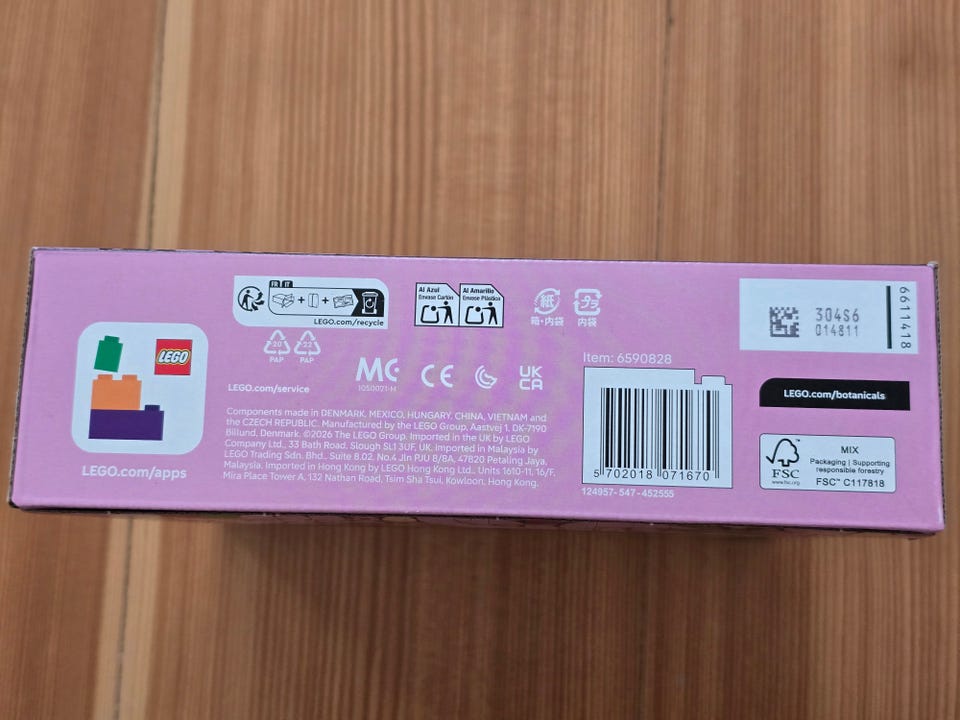 FR IT
LEGO.com/recycle
Al Azul
Envase Cartón
Al Amarillo
Envase Plástico
紙
箱・内袋
プラ
内袋
304S6
014811
6611418
20
PAP
22
PAP
LEGO
LEGO.com/apps
LEGO.com/service
MC
1050021-H
CE
UK
CA
Components made in DENMARK, MEXICO, HUNGARY, CHINA, VIETNAM and
the CZECH REPUBLIC. Manufactured by the LEGO Group, Aastvej 1, DK-7190
Billund, Denmark. ©2026 The LEGO Group. Imported in the UK by LEGO
Company Ltd., 33 Bath Road, Slough SL1 3UF, UK. Imported in Malaysia by
LEGO Trading Sdn. Bhd., Suite 8.02, No.4 Jln PJU 8/8A, 47820 Petaling Jaya,
Malaysia. Imported in Hong Kong by LEGO Hong Kong Ltd., Units 1610-11, 16/F,
Mira Place Tower A, 132 Nathan Road, Tsim Sha Tsui, Kowloon, Hong Kong.
Item: 6590828
5 702018 071670
124957- 547 -452555
LEGO.com/botanicals
FSC
www.fsc.org
MIX
Packaging | Supporting
responsible forestry
FSC™ C117818